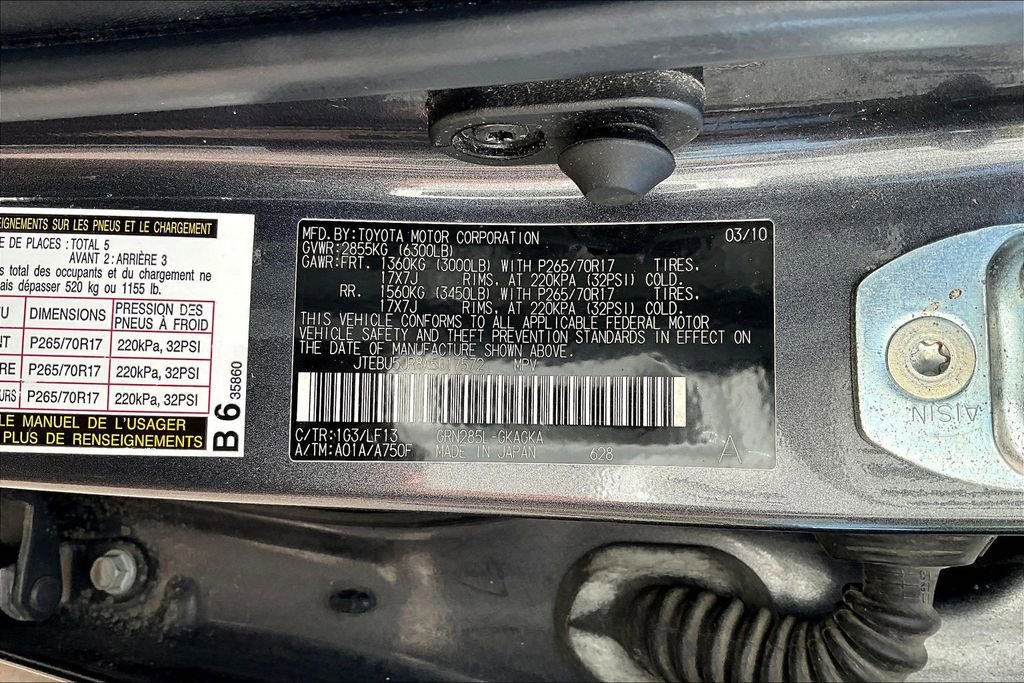 EIGNEMENTS SUR LES PNEUS ET LE CHARGEMENT
E DE PLACES : TOTAL 5
AVANT 2 : ARRIÈRE 3
total des occupants et du chargement ne
ais dépasser 520 kg ou 1155 lb.
U DIMENSIONS PRESSION DES PNEUS À FROID
NT P265/70R17 220kPa, 32PSI
RE P265/70R17 220kPa, 32PSI
URS P265/70R17 220kPa, 32PSI
LE MANUEL DE L'USAGER
PLUS DE RENSEIGNEMENTS
B6 35860
MFD. BY: TOYOTA MOTOR CORPORATION 03/10
GVWR: 2855KG (6300LB)
GAWR: FRT. 1360KG (3000LB) WITH P265/70R17 TIRES.
17X7J RIMS, AT 220KPA (32PSI) COLD.
RR. 1560KG (3450LB) WITH P265/70R17 TIRES.
17X7J RIMS, AT 220KPA (32PSI) COLD.
THIS VEHICLE CONFORMS TO ALL APPLICABLE FEDERAL MOTOR
VEHICLE SAFETY AND THEFT PREVENTION STANDARDS IN EFFECT ON
THE DATE OF MANUFACTURE SHOWN ABOVE.
MPV
C/TR: 1G3/LF13 GRN285L-GKAGKA
A/TM: A01A/A750F MADE IN JAPAN 628 A
AISIN